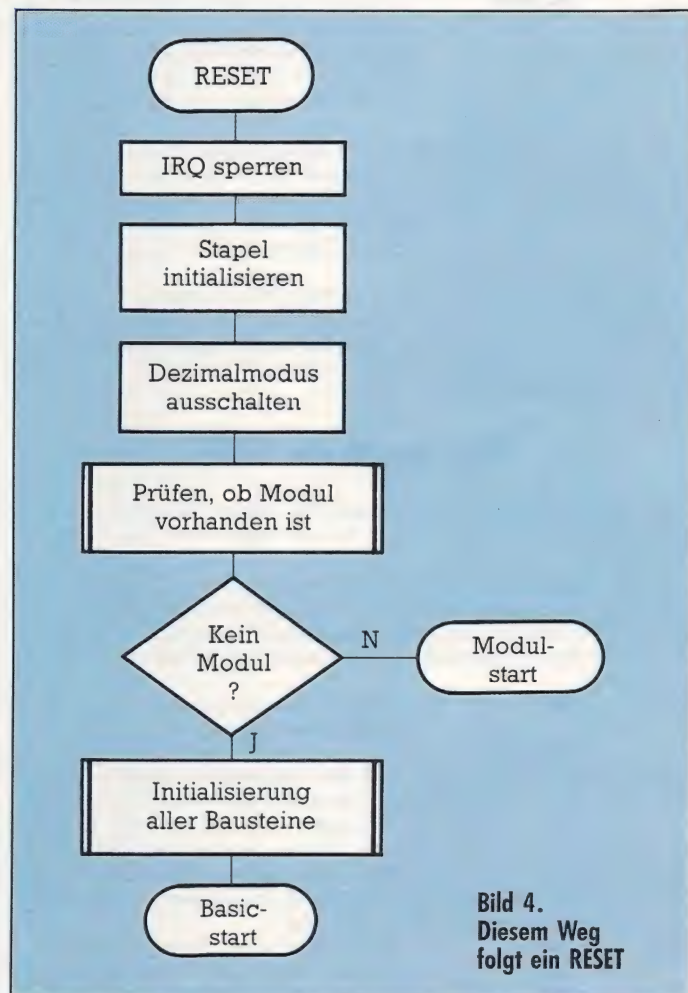 RESET
IRQ sperren
Stapel
initialisieren
Dezimalmodus
ausschalten
Prüfen, ob Modul
vorhanden ist
Kein
Modul
?
N
Modul-
start
J
Initialisierung
aller Bausteine
Basic-
start
Bild 4.
Diesem Weg
folgt ein RESET